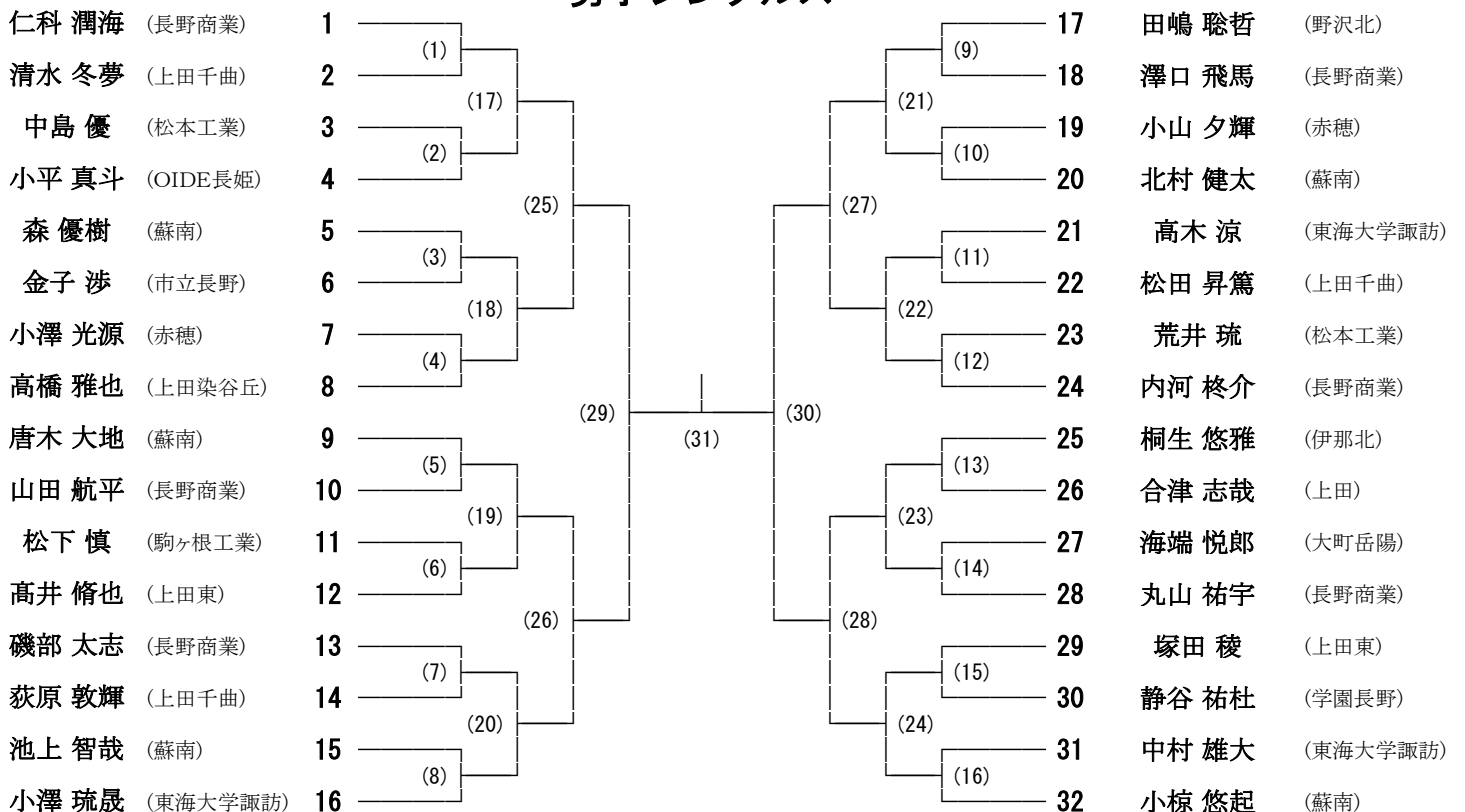 仁科 潤海 (長野商業) 1
清水 冬夢 (上田千曲) 2
中島 優 (松本工業) 3
小平 真斗 (OIDE長姫) 4
森 優樹 (蘇南) 5
金子 渉 (市立長野) 6
小澤 光源 (赤穂) 7
高橋 雅也 (上田染谷丘) 8
唐木 大地 (蘇南) 9
山田 航平 (長野商業) 10
松下 慎 (駒ヶ根工業) 11
髙井 脩也 (上田東) 12
磯部 太志 (長野商業) 13
荻原 敦輝 (上田千曲) 14
池上 智哉 (蘇南) 15
小澤 琉晟 (東海大学諏訪) 16
(1)
(2)
(3)
(4)
(5)
(6)
(7)
(8)
(17)
(18)
(19)
(20)
(25)
(26)
(29)
(31)
(30)
(27)
(28)
(21)
(22)
(23)
(24)
(9)
(10)
(11)
(12)
(13)
(14)
(15)
(16)
17 田嶋 聡哲 (野沢北)
18 澤口 飛馬 (長野商業)
19 小山 夕輝 (赤穂)
20 北村 健太 (蘇南)
21 高木 涼 (東海大学諏訪)
22 松田 昇篤 (上田千曲)
23 荒井 琉 (松本工業)
24 内河 柊介 (長野商業)
25 桐生 悠雅 (伊那北)
26 合津 志哉 (上田)
27 海端 悦郎 (大町岳陽)
28 丸山 祐宇 (長野商業)
29 塚田 稜 (上田東)
30 静谷 祐杜 (学園長野)
31 中村 雄大 (東海大学諏訪)
32 小椋 悠起 (蘇南)